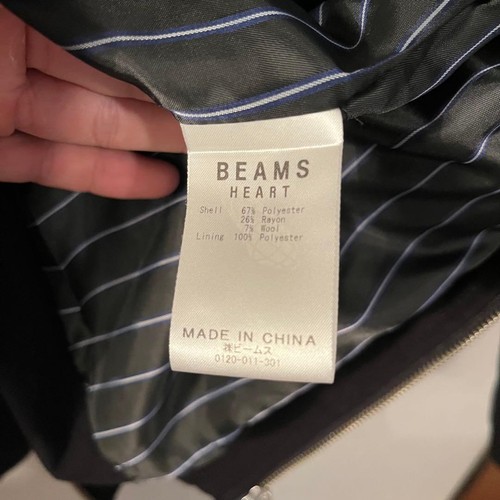 BEAMS
HEART
Shell 67% Polyester
26% Rayon
7% Wool
Lining 100% Polyester
MADE IN CHINA
㈱ビームス
0120-011-301